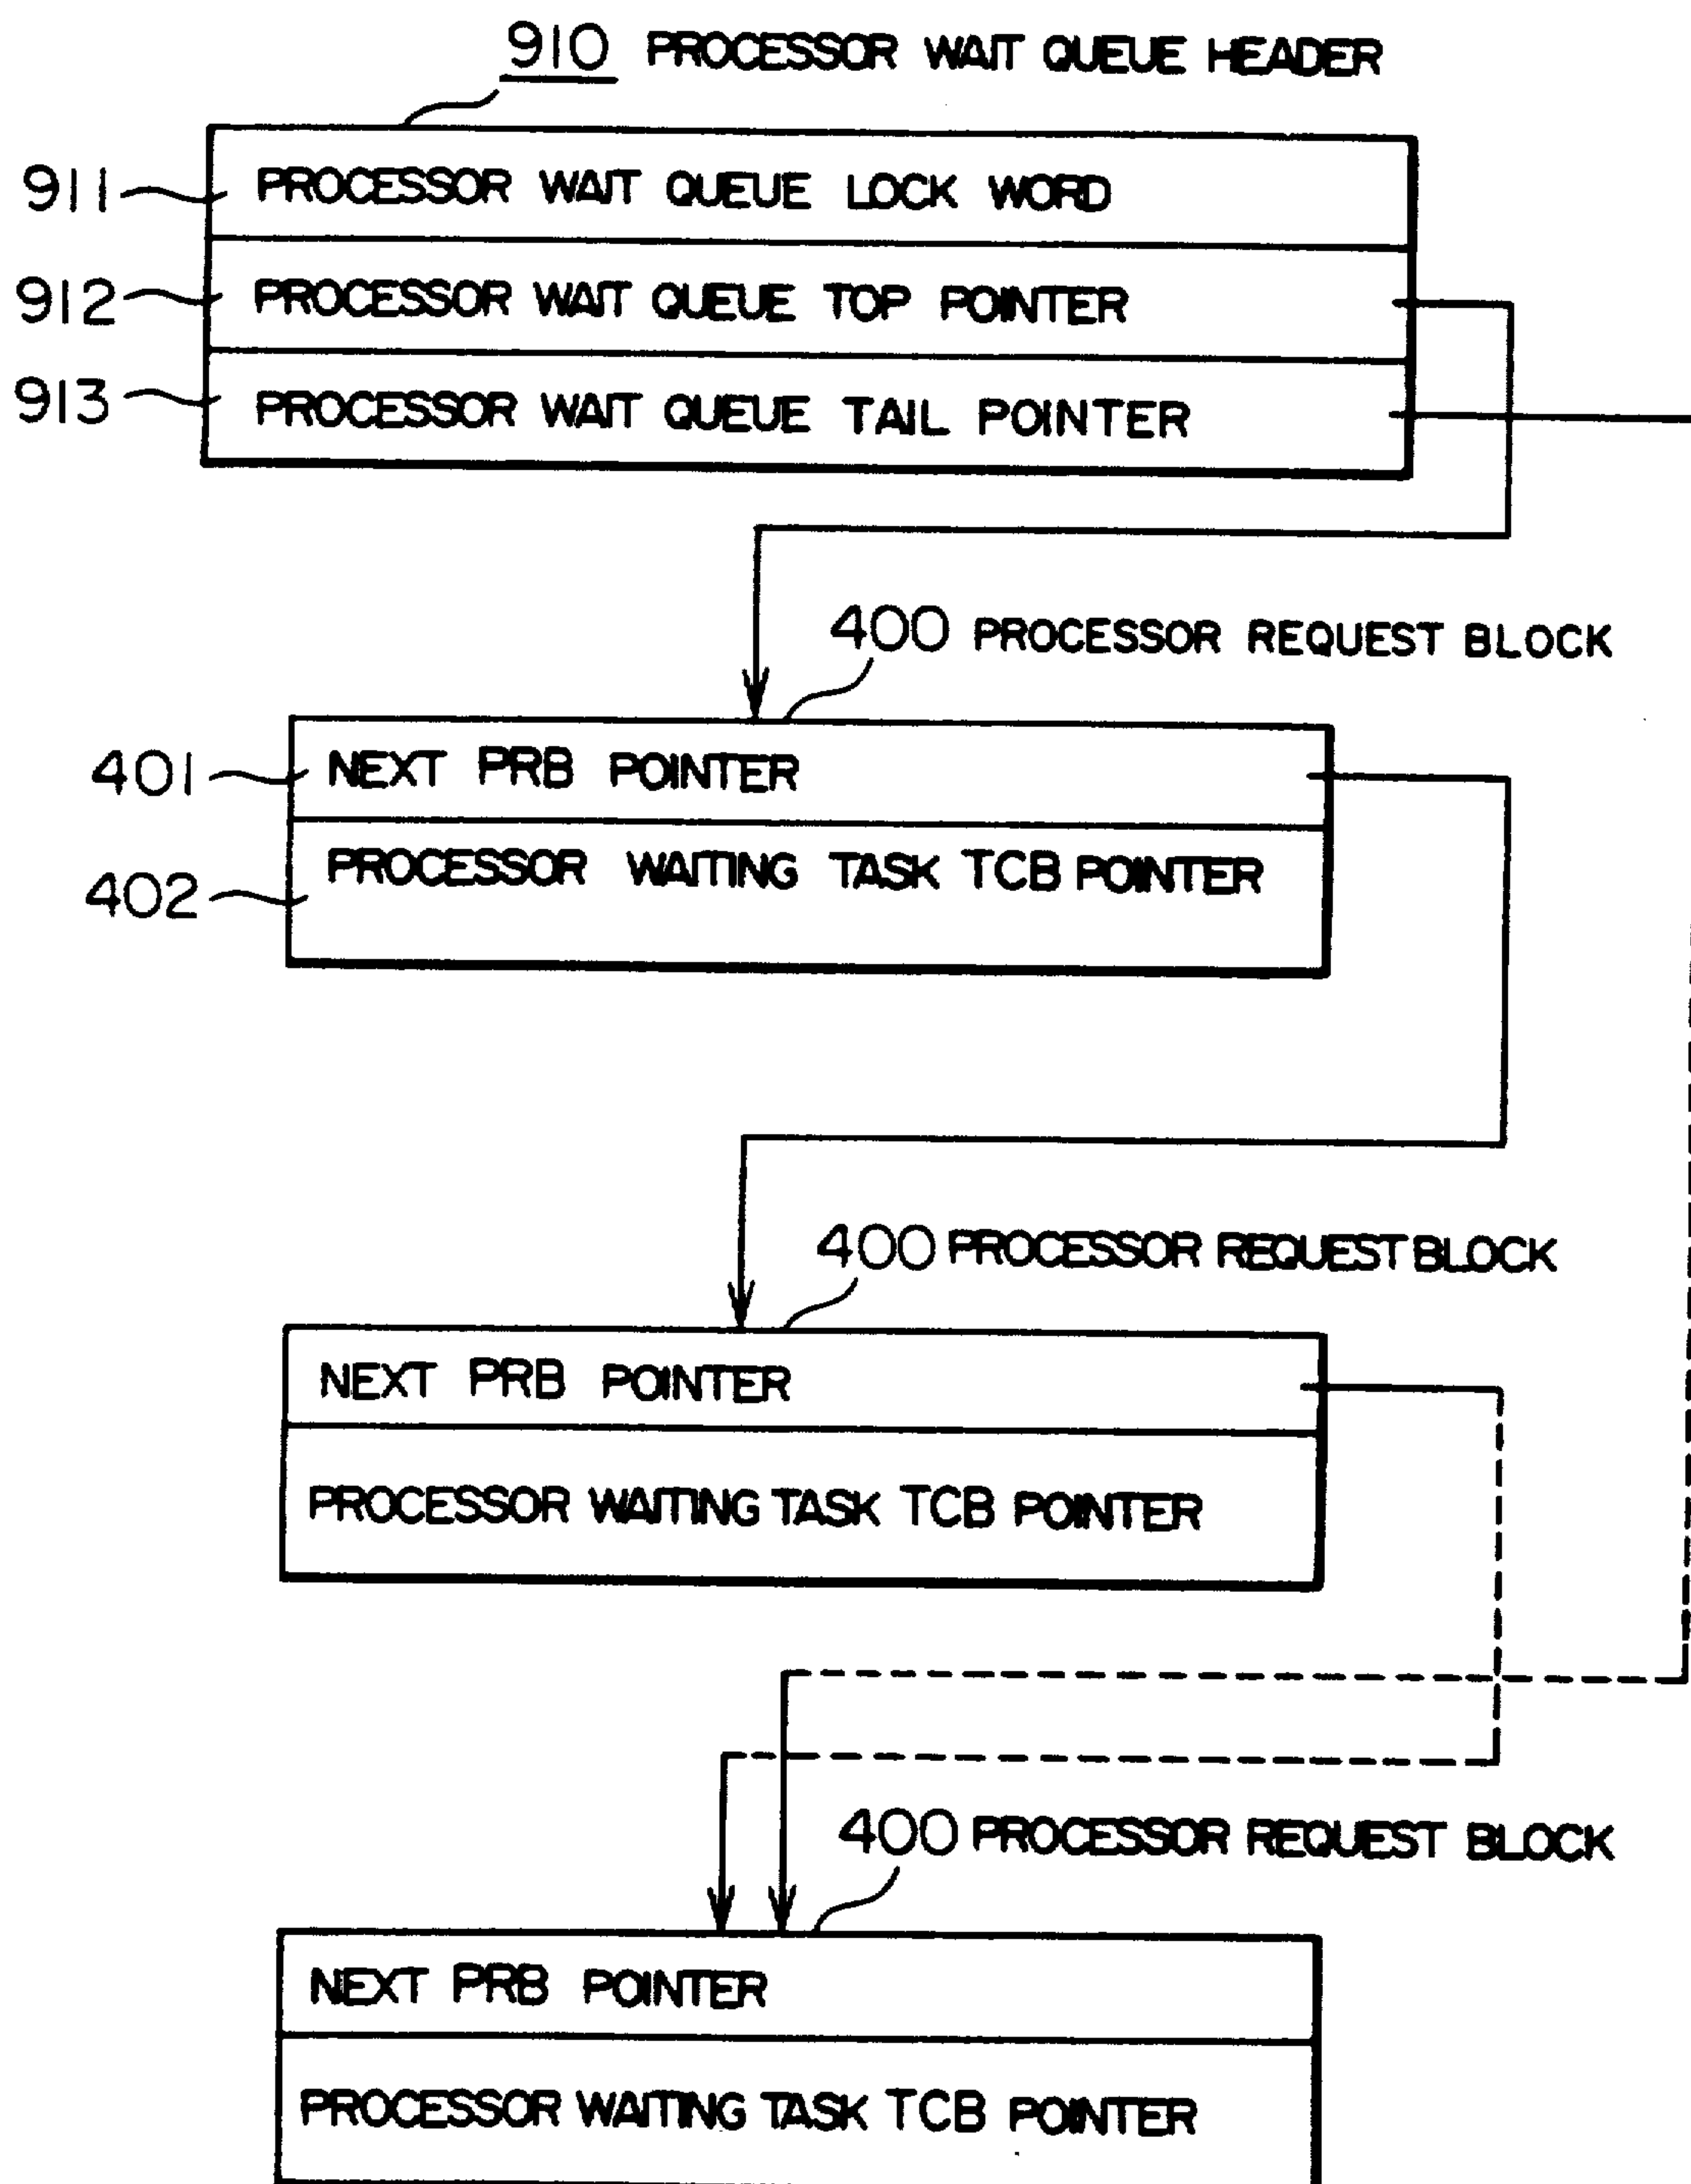 910 PROCESSOR WAIT QUEUE HEADER
911 PROCESSOR WAIT QUEUE LOCK WORD
912 PROCESSOR WAIT QUEUE TOP POINTER
913 PROCESSOR WAIT QUEUE TAIL POINTER
400 PROCESSOR REQUEST BLOCK
401 NEXT PRB POINTER
402 PROCESSOR WAITING TASK TCB POINTER
400 PROCESSOR REQUEST BLOCK
NEXT PRB POINTER
PROCESSOR WAITING TASK TCB POINTER
400 PROCESSOR REQUEST BLOCK
NEXT PRB POINTER
PROCESSOR WAITING TASK TCB POINTER